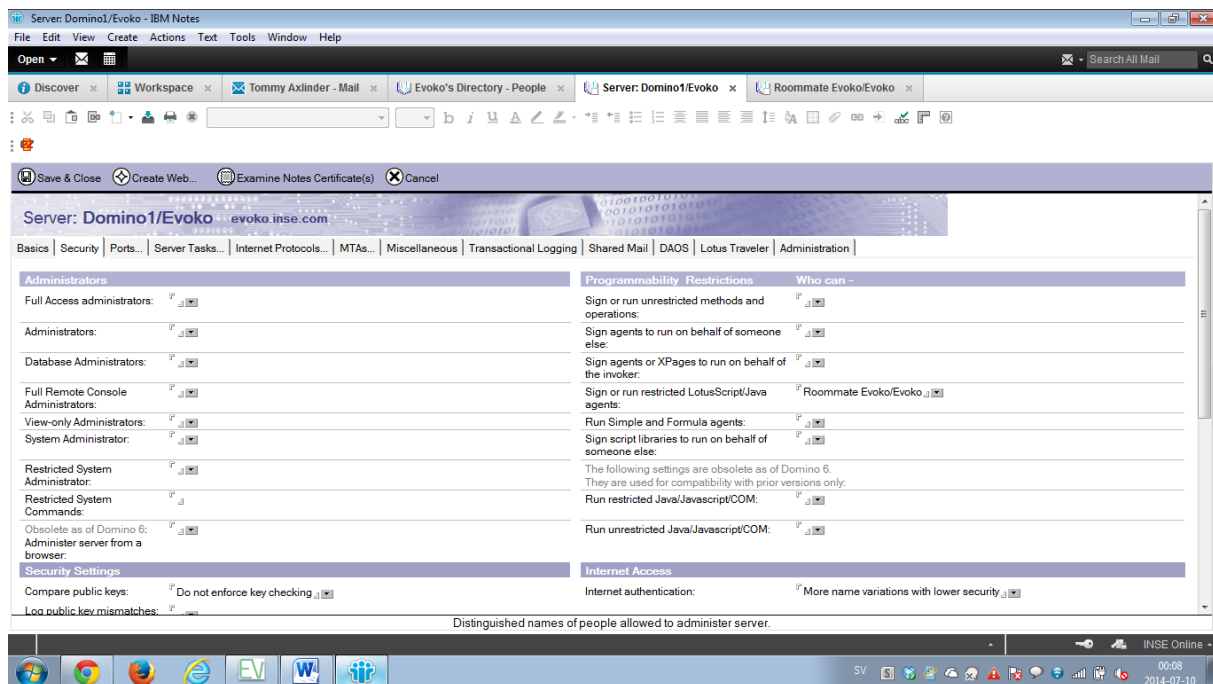 Server: Domino1/Evoko - IBM Notes
File Edit View Create Actions Text Tools Window Help
Open
Search All Mail
Discover Workspace Tommy Axlinder - Mail Evoko's Directory - People Server: Domino1/Evoko Roommate Evoko/Evoko
Save & Close Create Web... Examine Notes Certificate(s) Cancel
Server: Domino1/Evoko evoko.inse.com
Basics Security Ports... Server Tasks... Internet Protocols... MTAs... Miscellaneous Transactional Logging Shared Mail DAOS Lotus Traveler Administration
Administrators
Full Access administrators:
Administrators:
Database Administrators:
Full Remote Console
Administrators:
View-only Administrators:
System Administrator:
Restricted System
Administrator:
Restricted System
Commands:
Obsolete as of Domino 6:
Administer server from a
browser:
Programmability Restrictions Who can -
Sign or run unrestricted methods and
operations:
Sign agents to run on behalf of someone
else:
Sign agents or XPages to run on behalf of
the invoker:
Sign or run restricted LotusScript/Java Roommate Evoko/Evoko
agents:
Run Simple and Formula agents:
Sign script libraries to run on behalf of
someone else:
The following settings are obsolete as of Domino 6.
They are used for compatibility with prior versions only:
Run restricted Java/Javascript/COM:
Run unrestricted Java/Javascript/COM:
Security Settings
Compare public keys: Do not enforce key checking
Log public key mismatches:
Internet Access
Internet authentication: More name variations with lower security
Distinguished names of people allowed to administer server.
INSE Online
EV
W
SV
00:08
2014-07-10